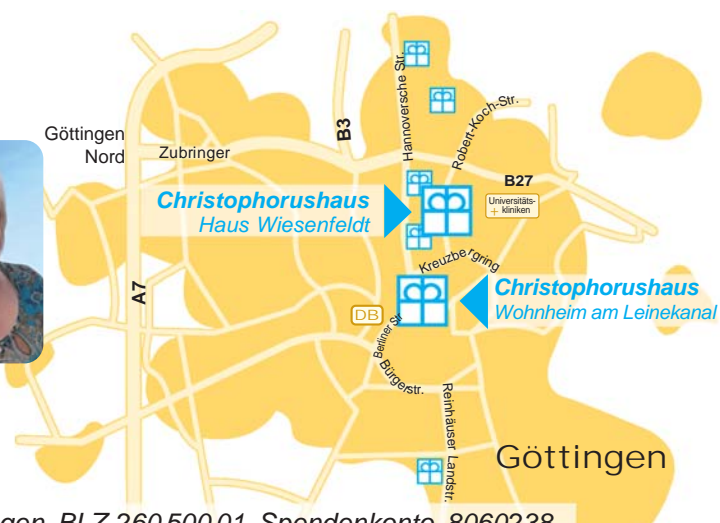 Hannoversche Str.
Robert-Koch-Str.
Göttingen
Nord
Zubringer
B3
B27
Universitäts-
kliniken
Christophorushaus
Haus Wiesenfeldt
Kreuzbergring
A7
DB
Christophorushaus
Wohnheim am Leinekanal
Berliner Str
Bürgerstr.
Reinhäuser Landstr.
Göttingen
gen, BLZ 260 500 01, Spendenkonto 8060238